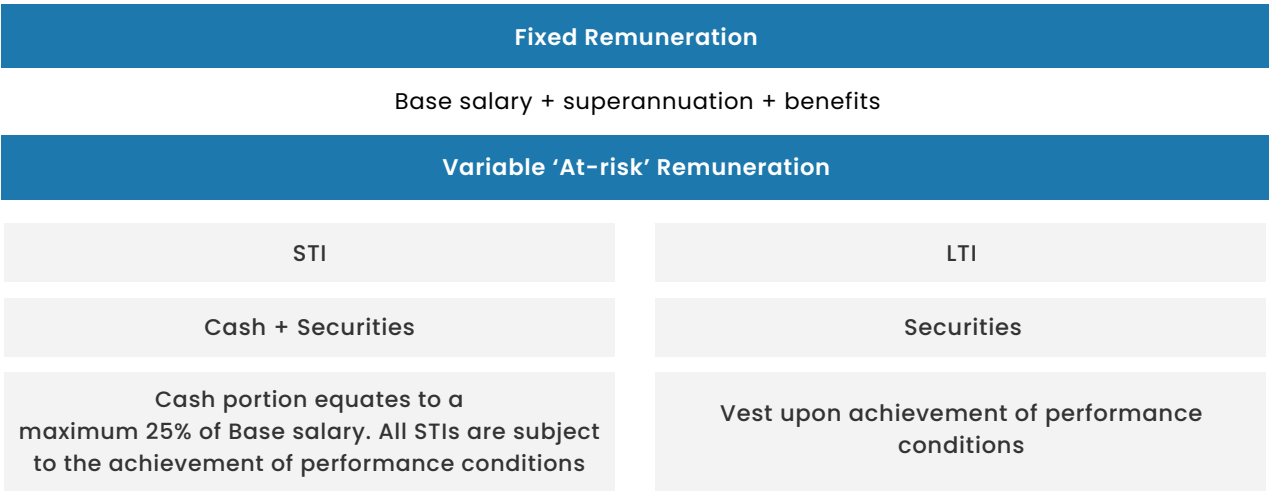 Fixed Remuneration
Base salary + superannuation + benefits
Variable ‘At-risk’ Remuneration
STI
LTI
Cash + Securities
Securities
Cash portion equates to a
maximum 25% of Base salary. All STIs are subject
to the achievement of performance conditions
Vest upon achievement of performance
conditions